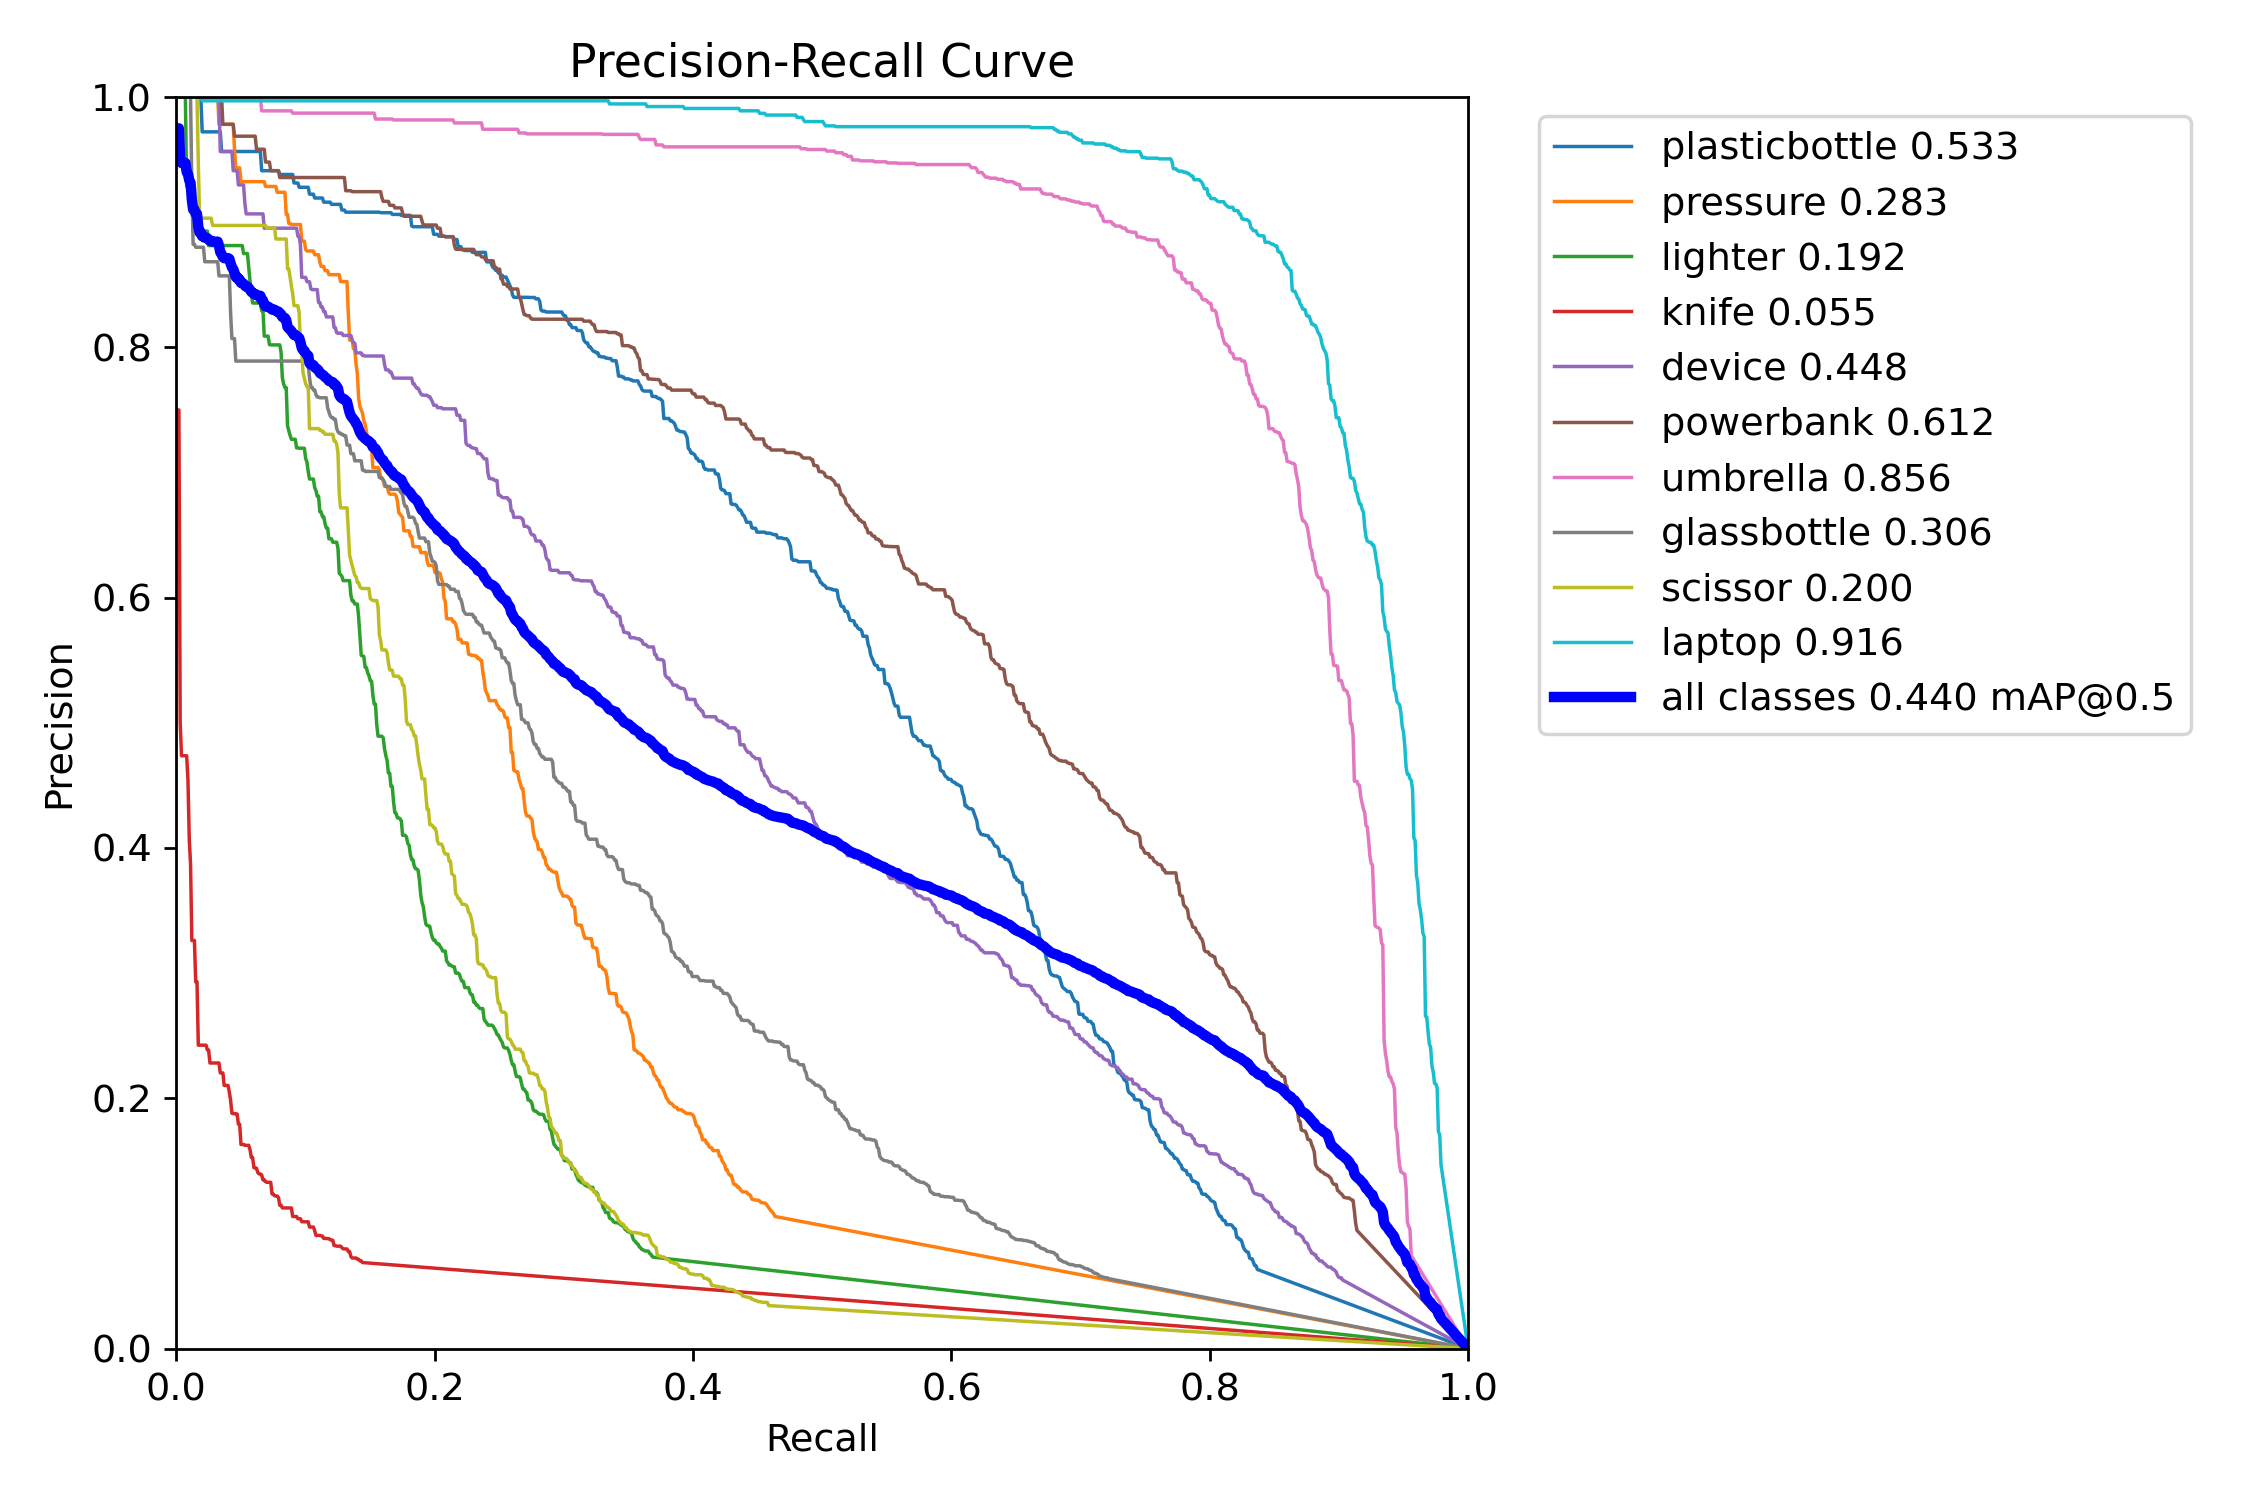 Precision-Recall Curve
1.0
0.8
0.6
0.4
0.2
0.0
Precision
0.0 0.2 0.4 0.6 0.8 1.0
Recall
plasticbottle 0.533
pressure 0.283
lighter 0.192
knife 0.055
device 0.448
powerbank 0.612
umbrella 0.856
glassbottle 0.306
scissor 0.200
laptop 0.916
all classes 0.440 mAP@0.5